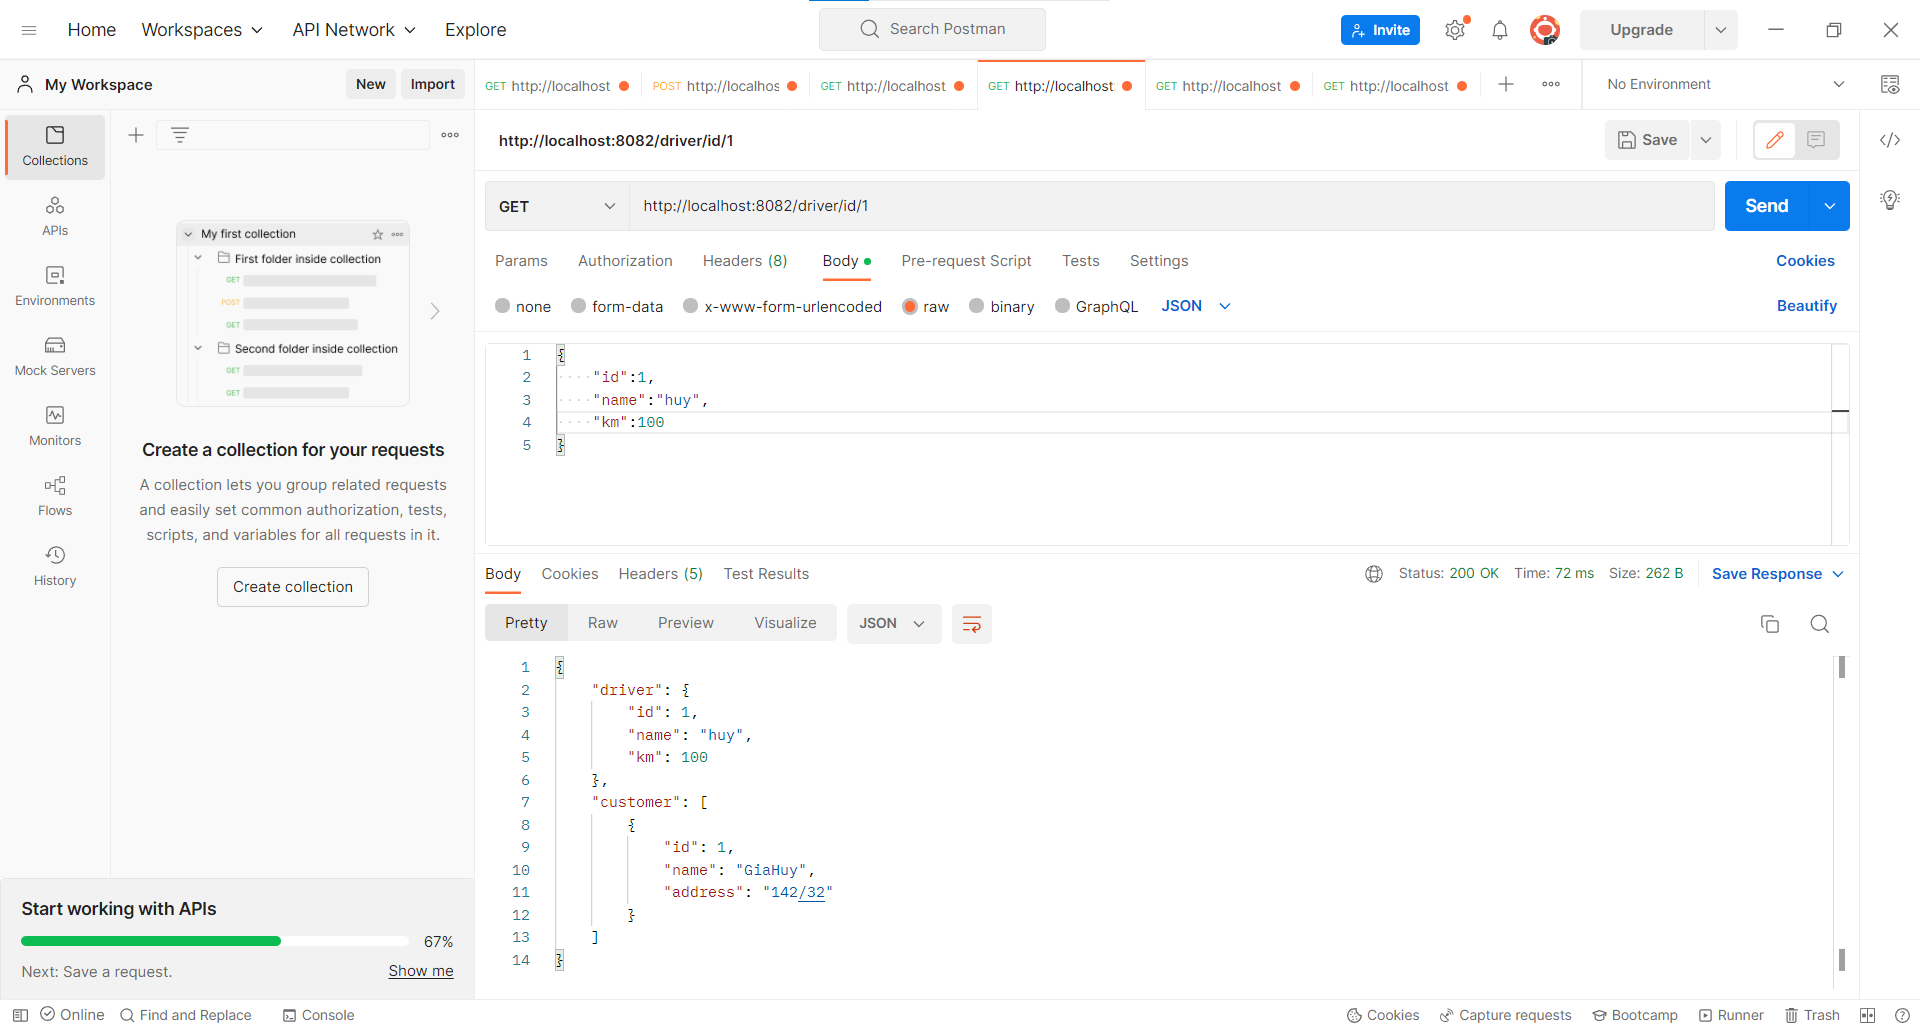 Home Workspaces API Network Explore Search Postman Invite Upgrade
My Workspace New Import
GET http://localhost POST http://localhos GET http://localhost GET http://localhost: GET http://localhost GET http://localhost No Environment
Collections
APIs
Environments
Mock Servers
Monitors
Flows
History
My first collection
First folder inside collection
GET
POST
GET
Second folder inside collection
GET
GET
Create a collection for your requests
A collection lets you group related requests
and easily set common authorization, tests,
scripts, and variables for all requests in it.
Create collection
Start working with APIs
67%
Next: Save a request. Show me
http://localhost:8082/driver/id/1 Save
GET http://localhost:8082/driver/id/1 Send
Params Authorization Headers (8) Body Pre-request Script Tests Settings Cookies
none form-data x-www-form-urlencoded raw binary GraphQL JSON Beautify
1 {
2 ····"id":1,
3 ····"name":"huy",
4 ····"km":100
5 }
Body Cookies Headers (5) Test Results Status: 200 OK Time: 72 ms Size: 262 B Save Response
Pretty Raw Preview Visualize JSON
1 {
2 "driver": {
3 "id": 1,
4 "name": "huy",
5 "km": 100
6 },
7 "customer": [
8 {
9 "id": 1,
10 "name": "GiaHuy",
11 "address": "142/32"
12 }
13 ]
14 }
Online Find and Replace Console Cookies Capture requests Bootcamp Runner Trash